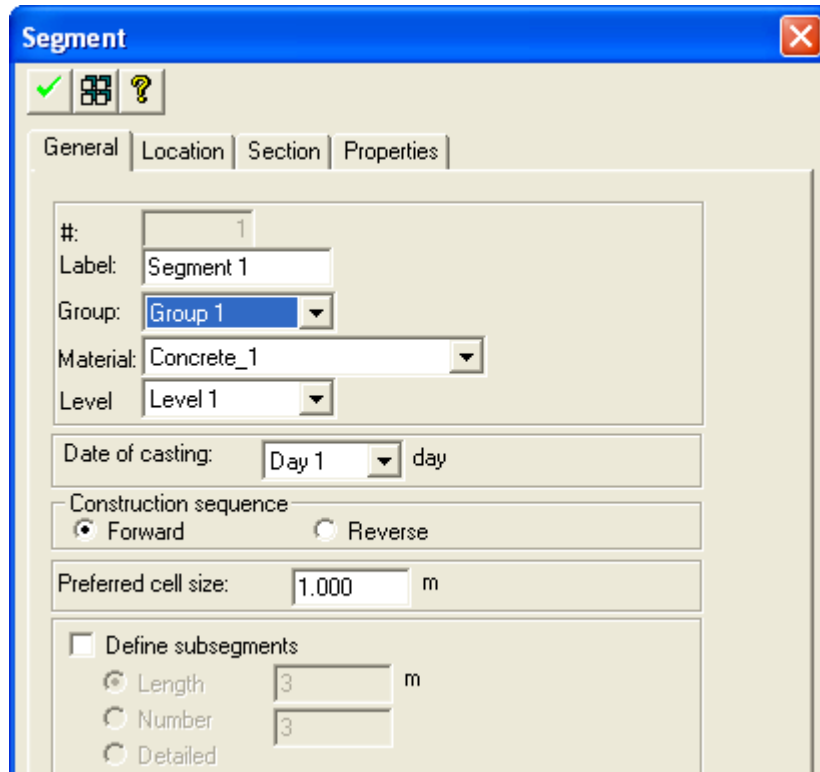 Segment
General Location Section Properties
#: 1
Label: Segment 1
Group: Group 1
Material: Concrete_1
Level Level 1
Date of casting: Day 1 day
Construction sequence
Forward Reverse
Preferred cell size: 1.000 m
Define subsegments
Length 3 m
Number 3
Detailed